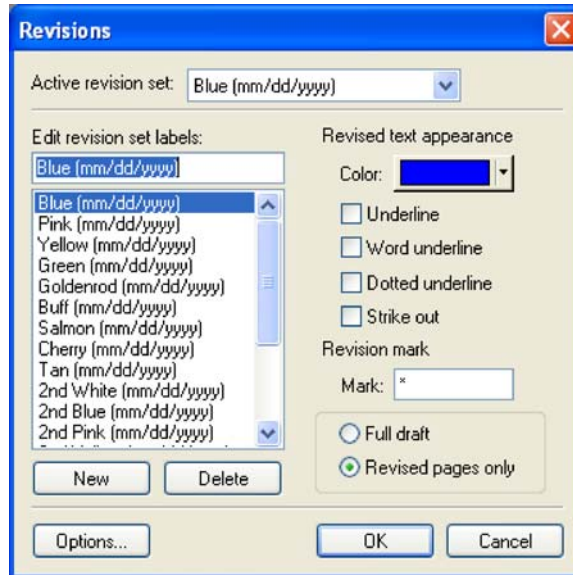 Revisions
Active revision set: Blue (mm/dd/yyyy)
Edit revision set labels:
Blue (mm/dd/yyyy)
Blue (mm/dd/yyyy)
Pink (mm/dd/yyyy)
Yellow (mm/dd/yyyy)
Green (mm/dd/yyyy)
Goldenrod (mm/dd/yyyy)
Buff (mm/dd/yyyy)
Salmon (mm/dd/yyyy)
Cherry (mm/dd/yyyy)
Tan (mm/dd/yyyy)
2nd White (mm/dd/yyyy)
2nd Blue (mm/dd/yyyy)
2nd Pink (mm/dd/yyyy)
New
Delete
Revised text appearance
Color:
Underline
Word underline
Dotted underline
Strike out
Revision mark
Mark: *
Full draft
Revised pages only
Options...
OK
Cancel